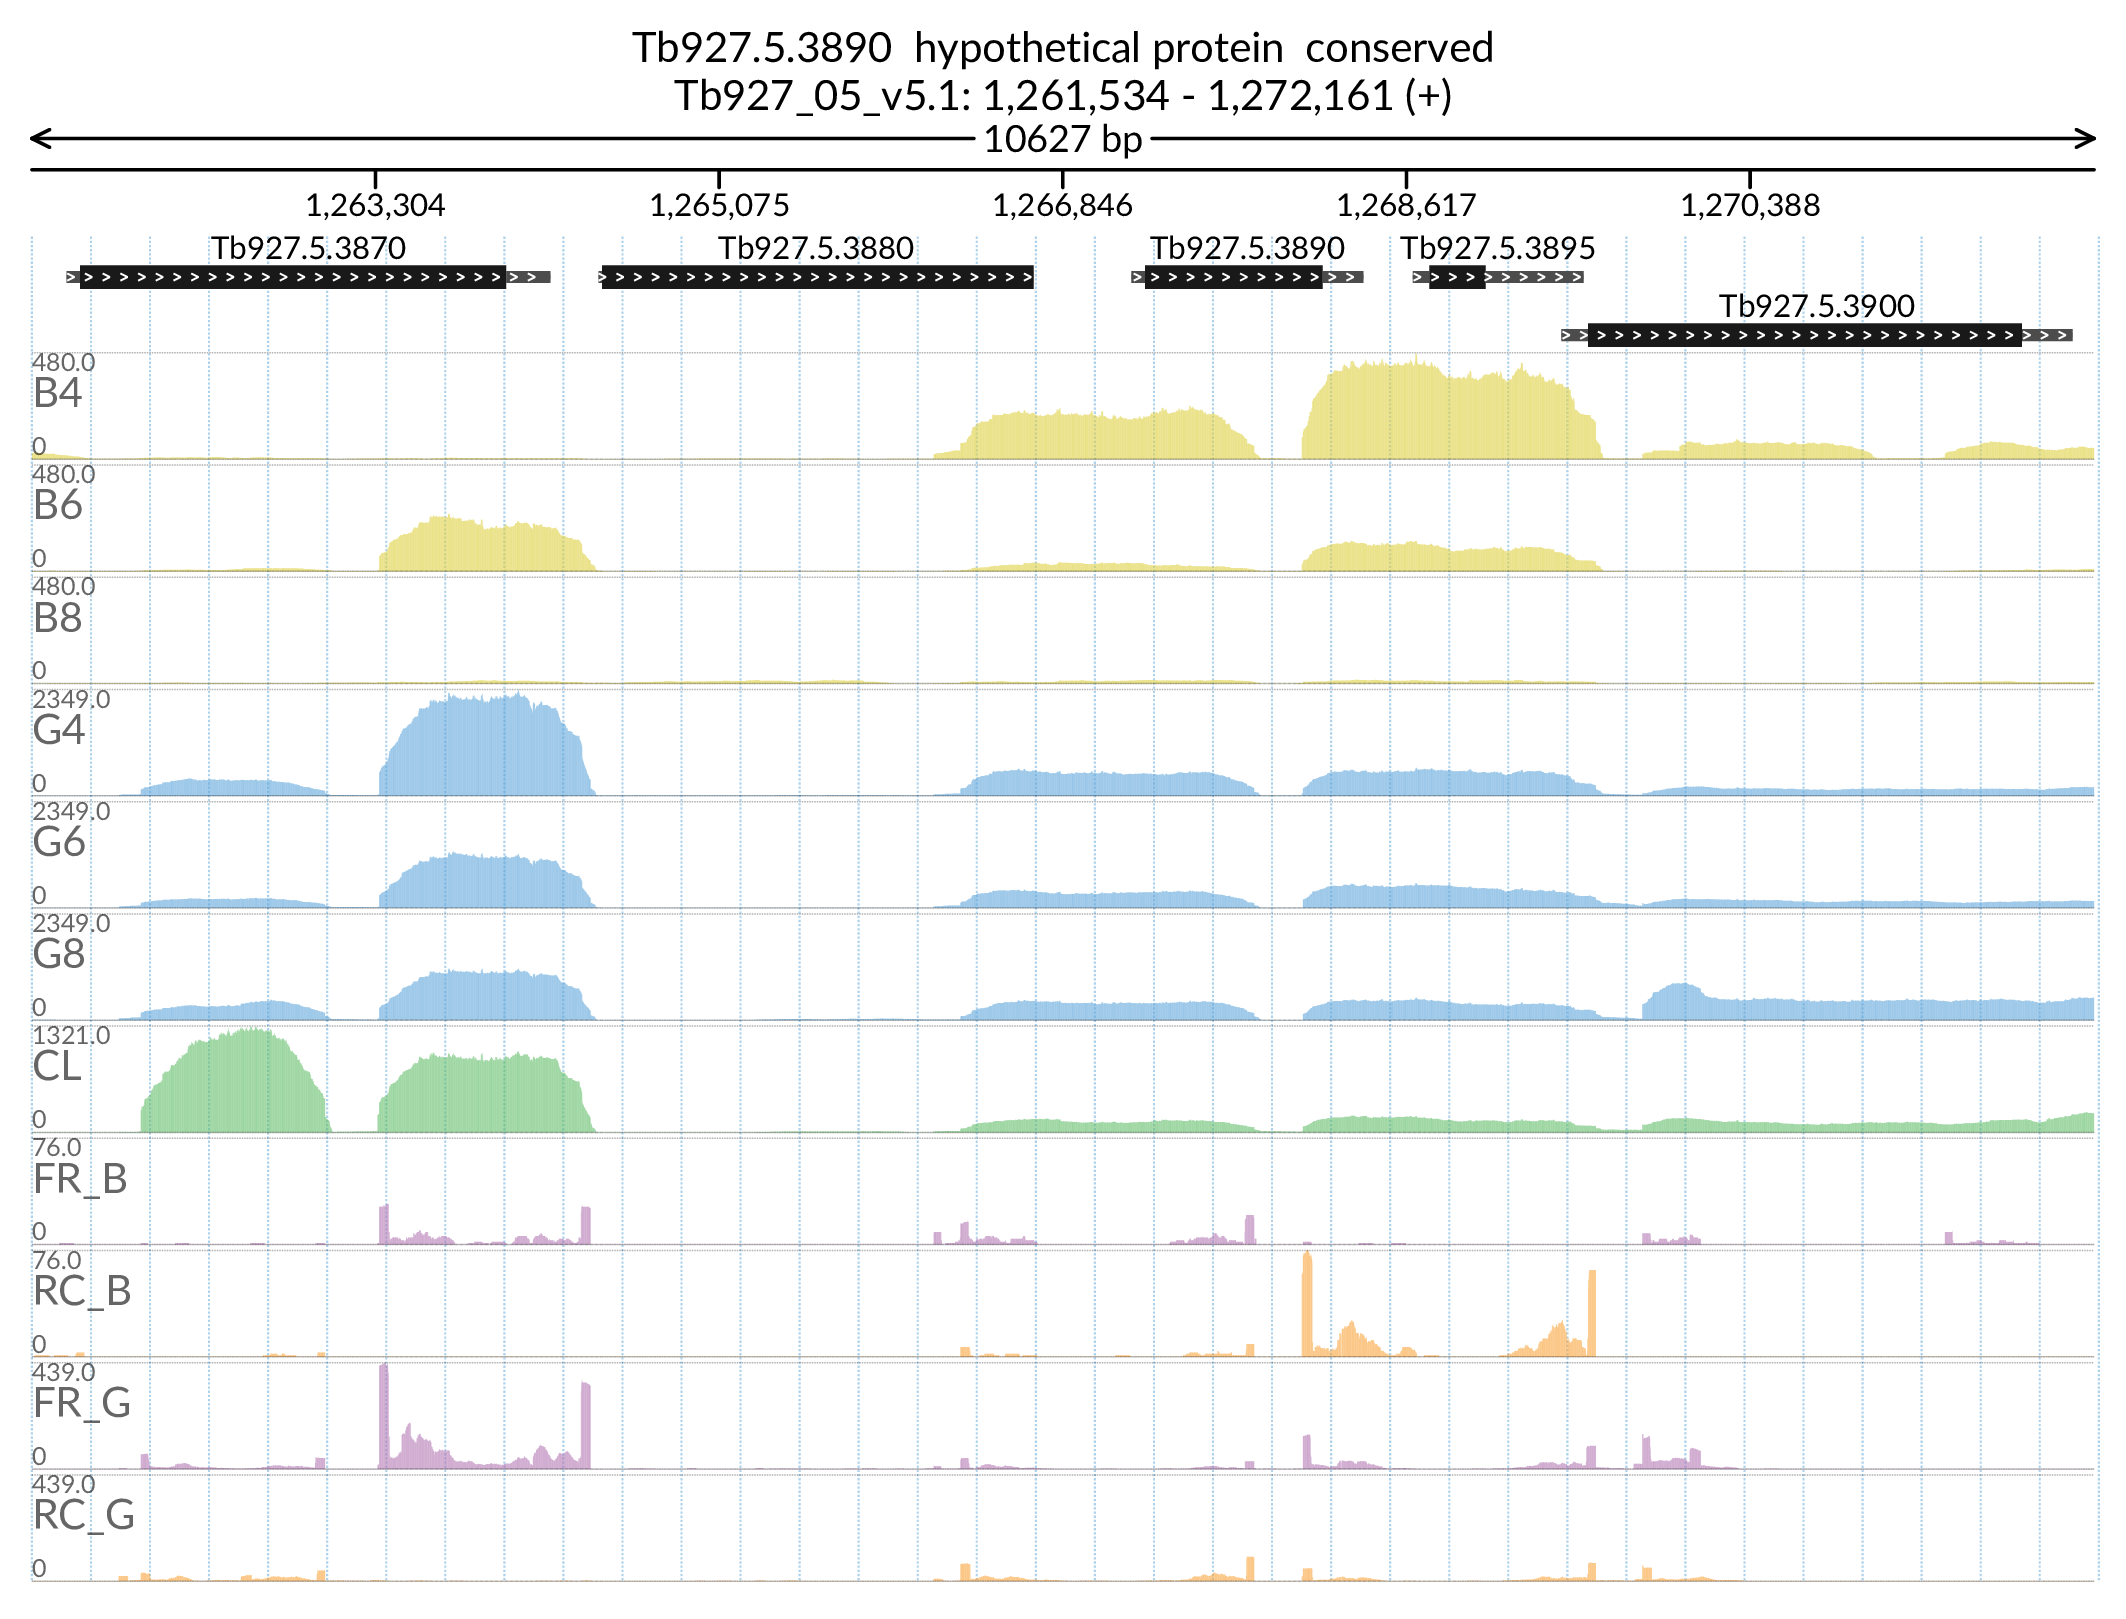 Tb927.5.3890  hypothetical protein  conserved
Tb927_05_v5.1: 1,261,534 - 1,272,161 (+)
10627 bp
1,263,304 1,265,075 1,266,846 1,268,617 1,270,388
Tb927.5.3870 Tb927.5.3880 Tb927.5.3890 Tb927.5.3895
Tb927.5.3900
480.0
B4
0
480.0
B6
0
480.0
B8
0
2349.0
G4
0
2349.0
G6
0
2349.0
G8
0
1321.0
CL
0
76.0
FR_B
0
76.0
RC_B
0
439.0
FR_G
0
439.0
RC_G
0